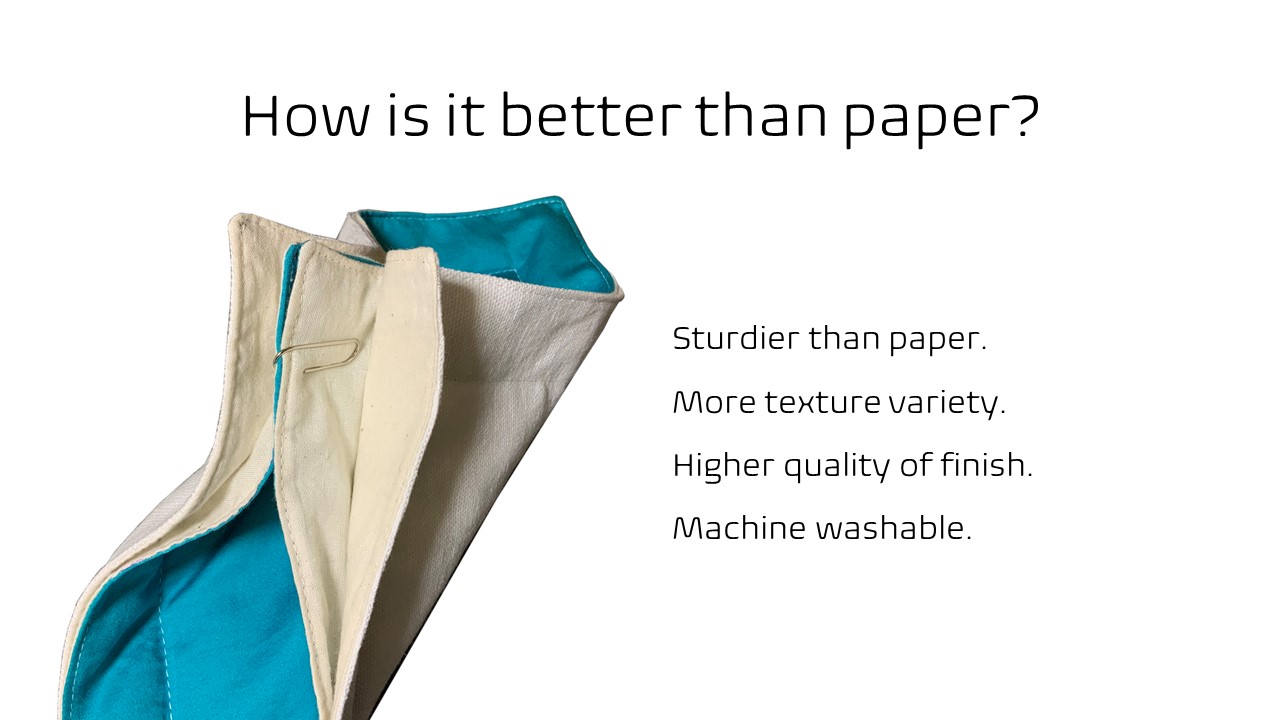 How is it better than paper?
Sturdier than paper.
More texture variety.
Higher quality of finish.
Machine washable.